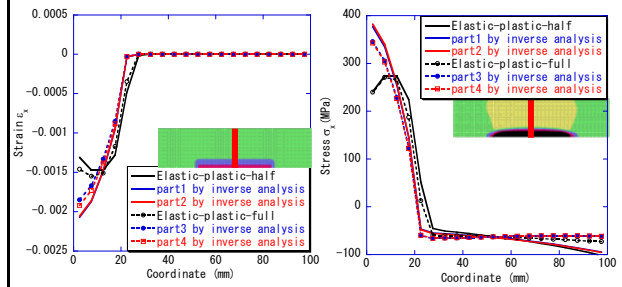 0.0005
0
-0.0005
-0.001
-0.0015
-0.002
-0.0025
Strain εx
0
20
40
60
80
100
Coordinate (mm)
Elastic-plastic-half
part1 by inverse analysis
part2 by inverse analysis
Elastic-plastic-full
part3 by inverse analysis
part4 by inverse analysis
400
300
200
100
0
-100
Stress σx (MPa)
0
20
40
60
80
100
Coordinate (mm)
Elastic-plastic-half
part1 by inverse analysis
part2 by inverse analysis
Elastic-plastic-full
part3 by inverse analysis
part4 by inverse analysis